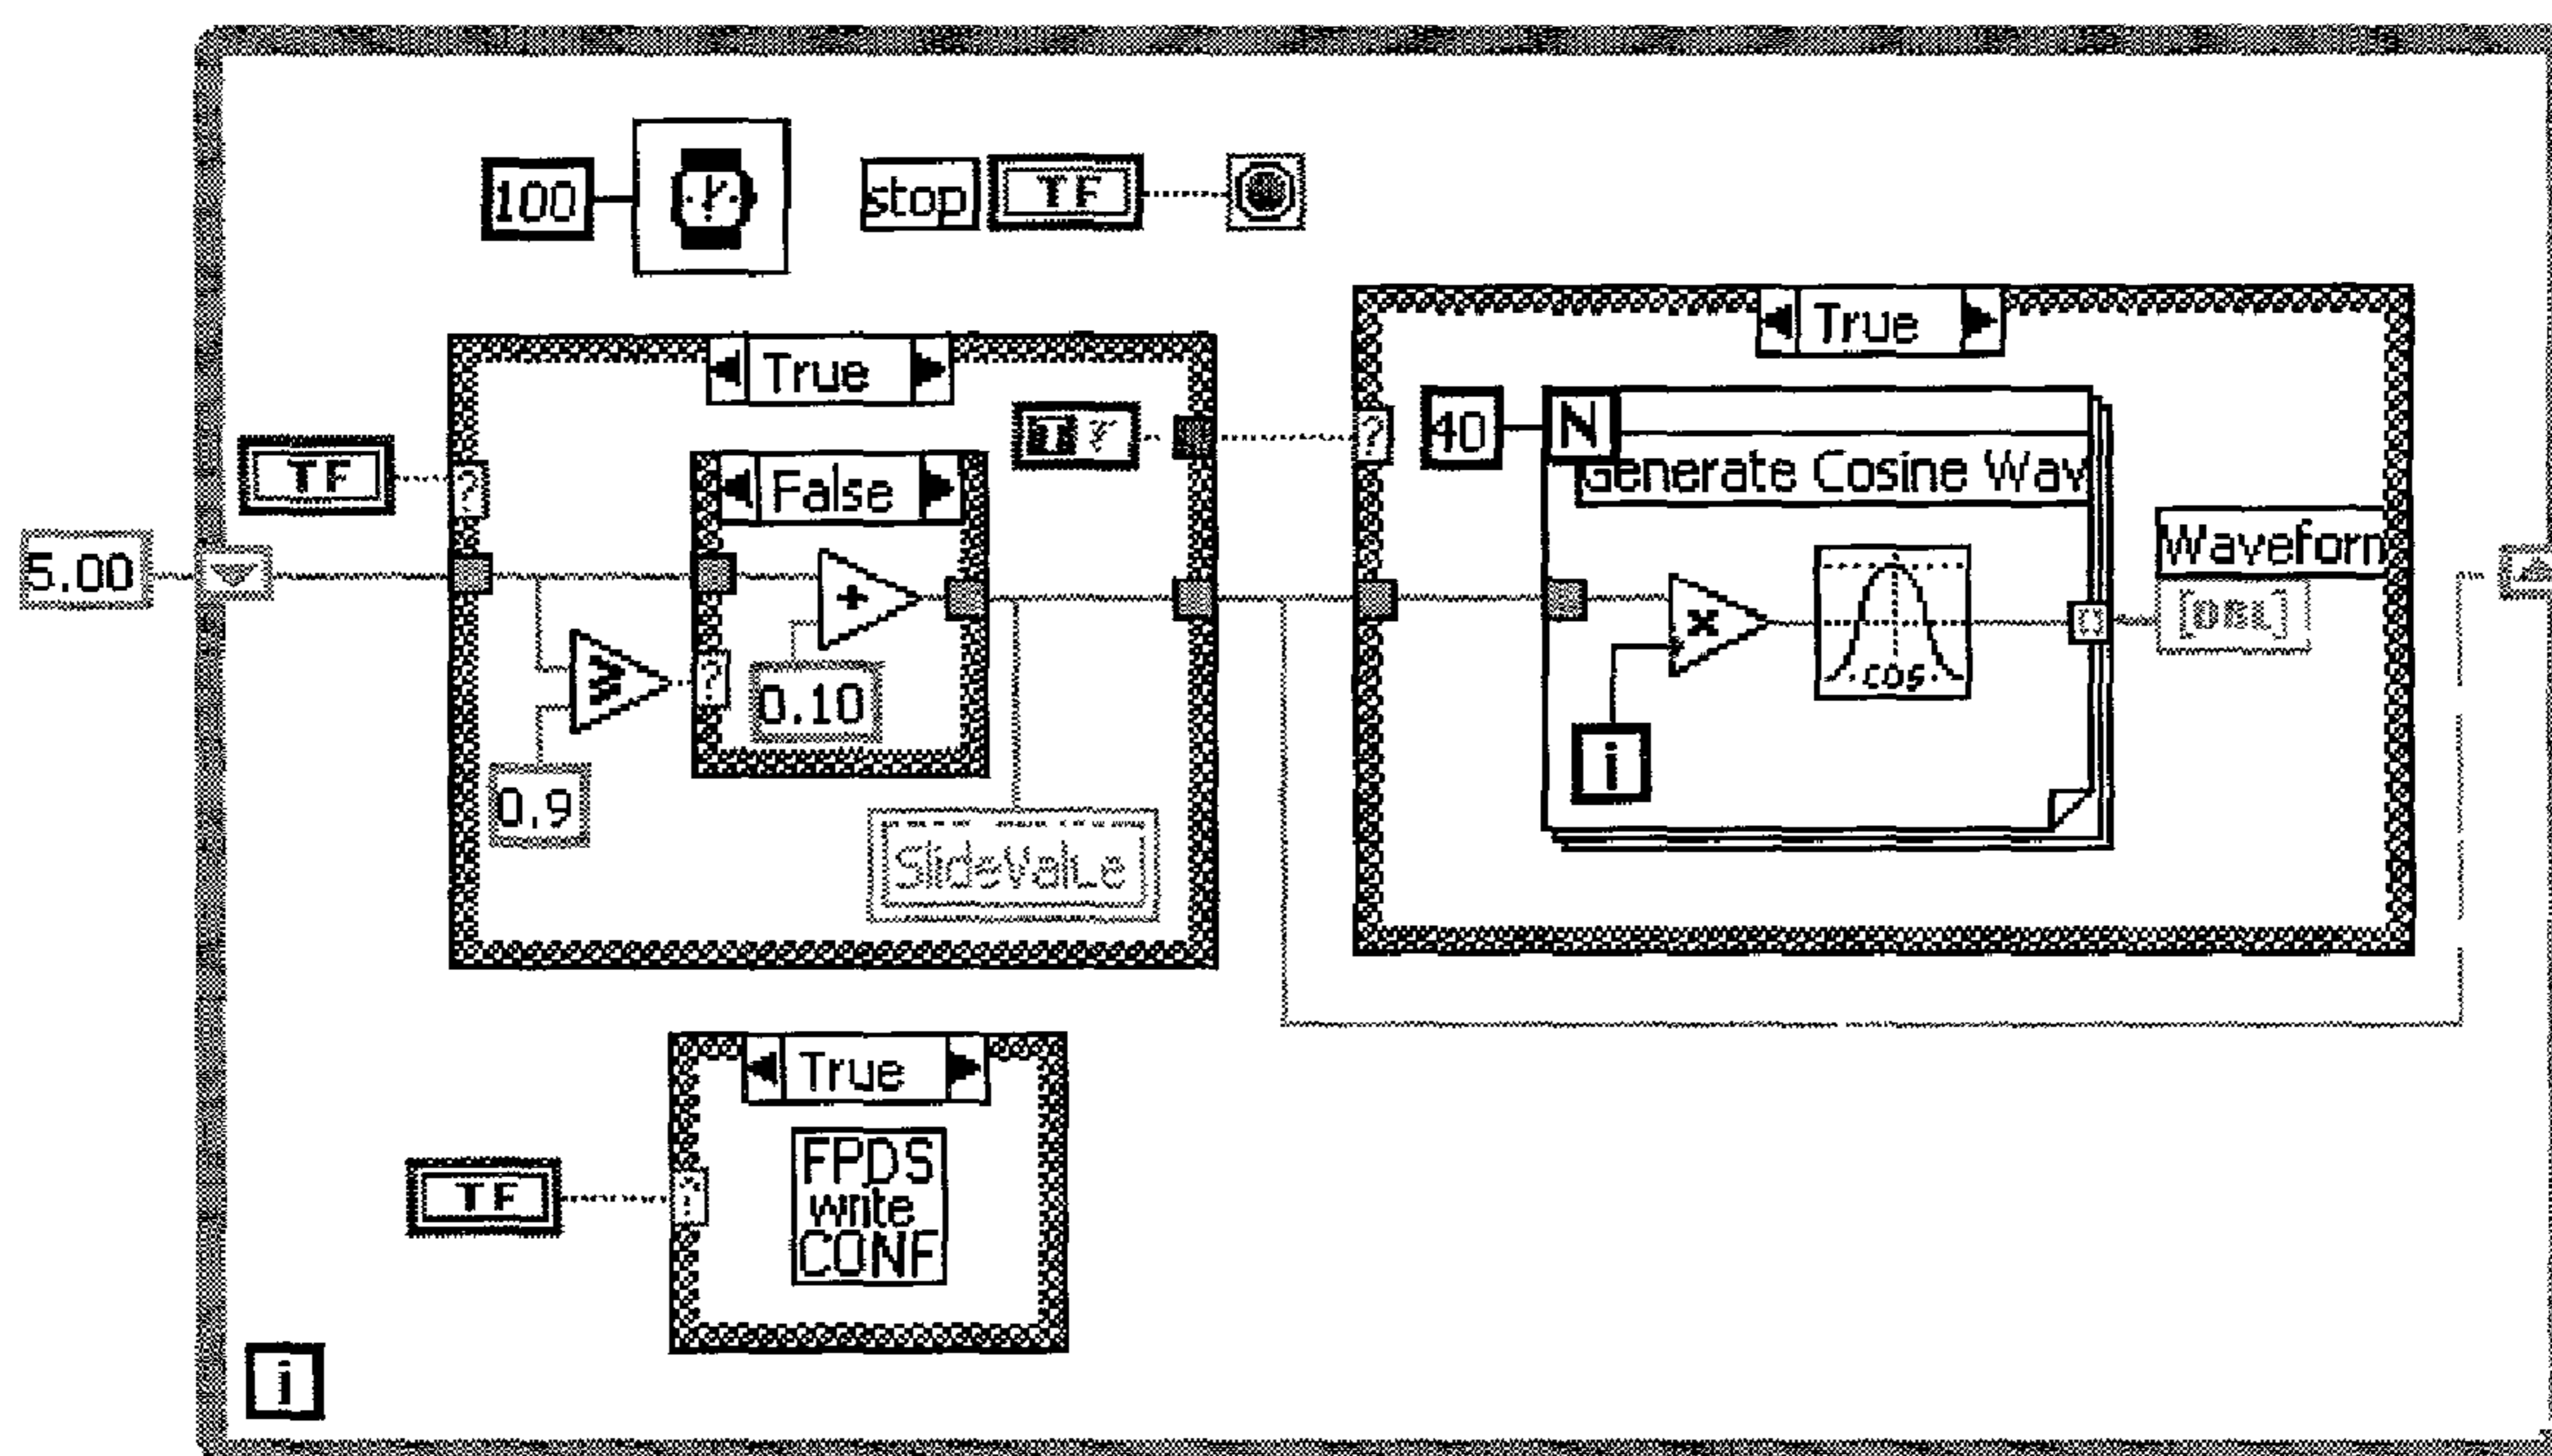 100
stop
TF
True
True
40
N
Generate Cosine Wav
TF
False
5.00
+
0.10
≥
0.9
SlideValue
x
cos
i
Waveform
[DBL]
True
TF
FPDS
write
CONF
i